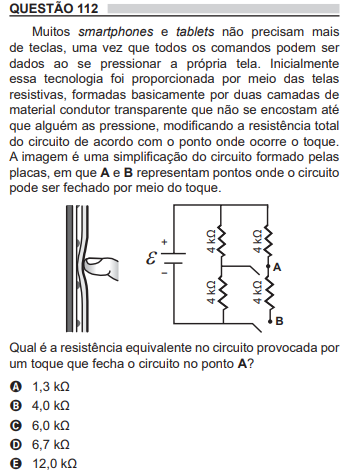 QUESTÃO 112
Muitos smartphones e tablets não precisam mais
de teclas, uma vez que todos os comandos podem ser
dados ao se pressionar a própria tela. Inicialmente
essa tecnologia foi proporcionada por meio das telas
resistivas, formadas basicamente por duas camadas de
material condutor transparente que não se encostam até
que alguém as pressione, modificando a resistência total
do circuito de acordo com o ponto onde ocorre o toque.
A imagem é uma simplificação do circuito formado pelas
placas, em que A e B representam pontos onde o circuito
pode ser fechado por meio do toque.
+
ε
−
4 kΩ
4 kΩ
A
4 kΩ
4 kΩ
B
Qual é a resistência equivalente no circuito provocada por
um toque que fecha o circuito no ponto A?
A 1,3 kΩ
B 4,0 kΩ
C 6,0 kΩ
D 6,7 kΩ
E 12,0 kΩ